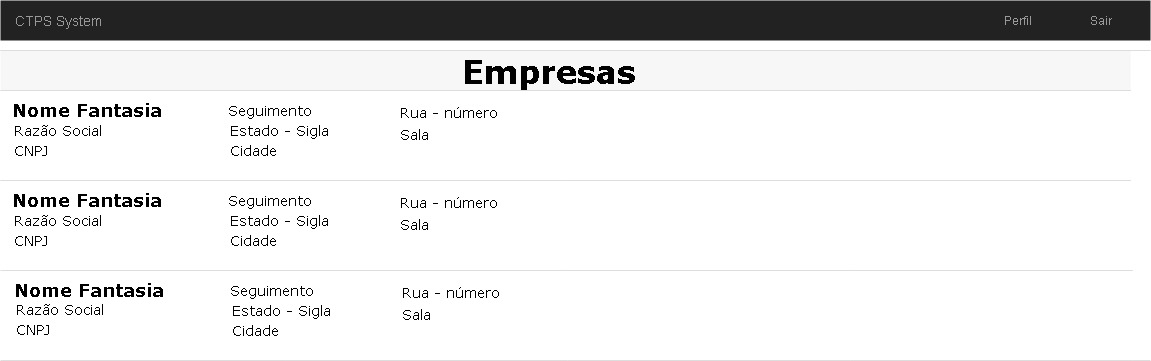 CTPS System Perfil Sair
Empresas
Nome Fantasia Seguimento Rua - número
Razão Social Estado - Sigla Sala
CNPJ Cidade
Nome Fantasia Seguimento Rua - número
Razão Social Estado - Sigla Sala
CNPJ Cidade
Nome Fantasia Seguimento Rua - número
Razão Social Estado - Sigla Sala
CNPJ Cidade